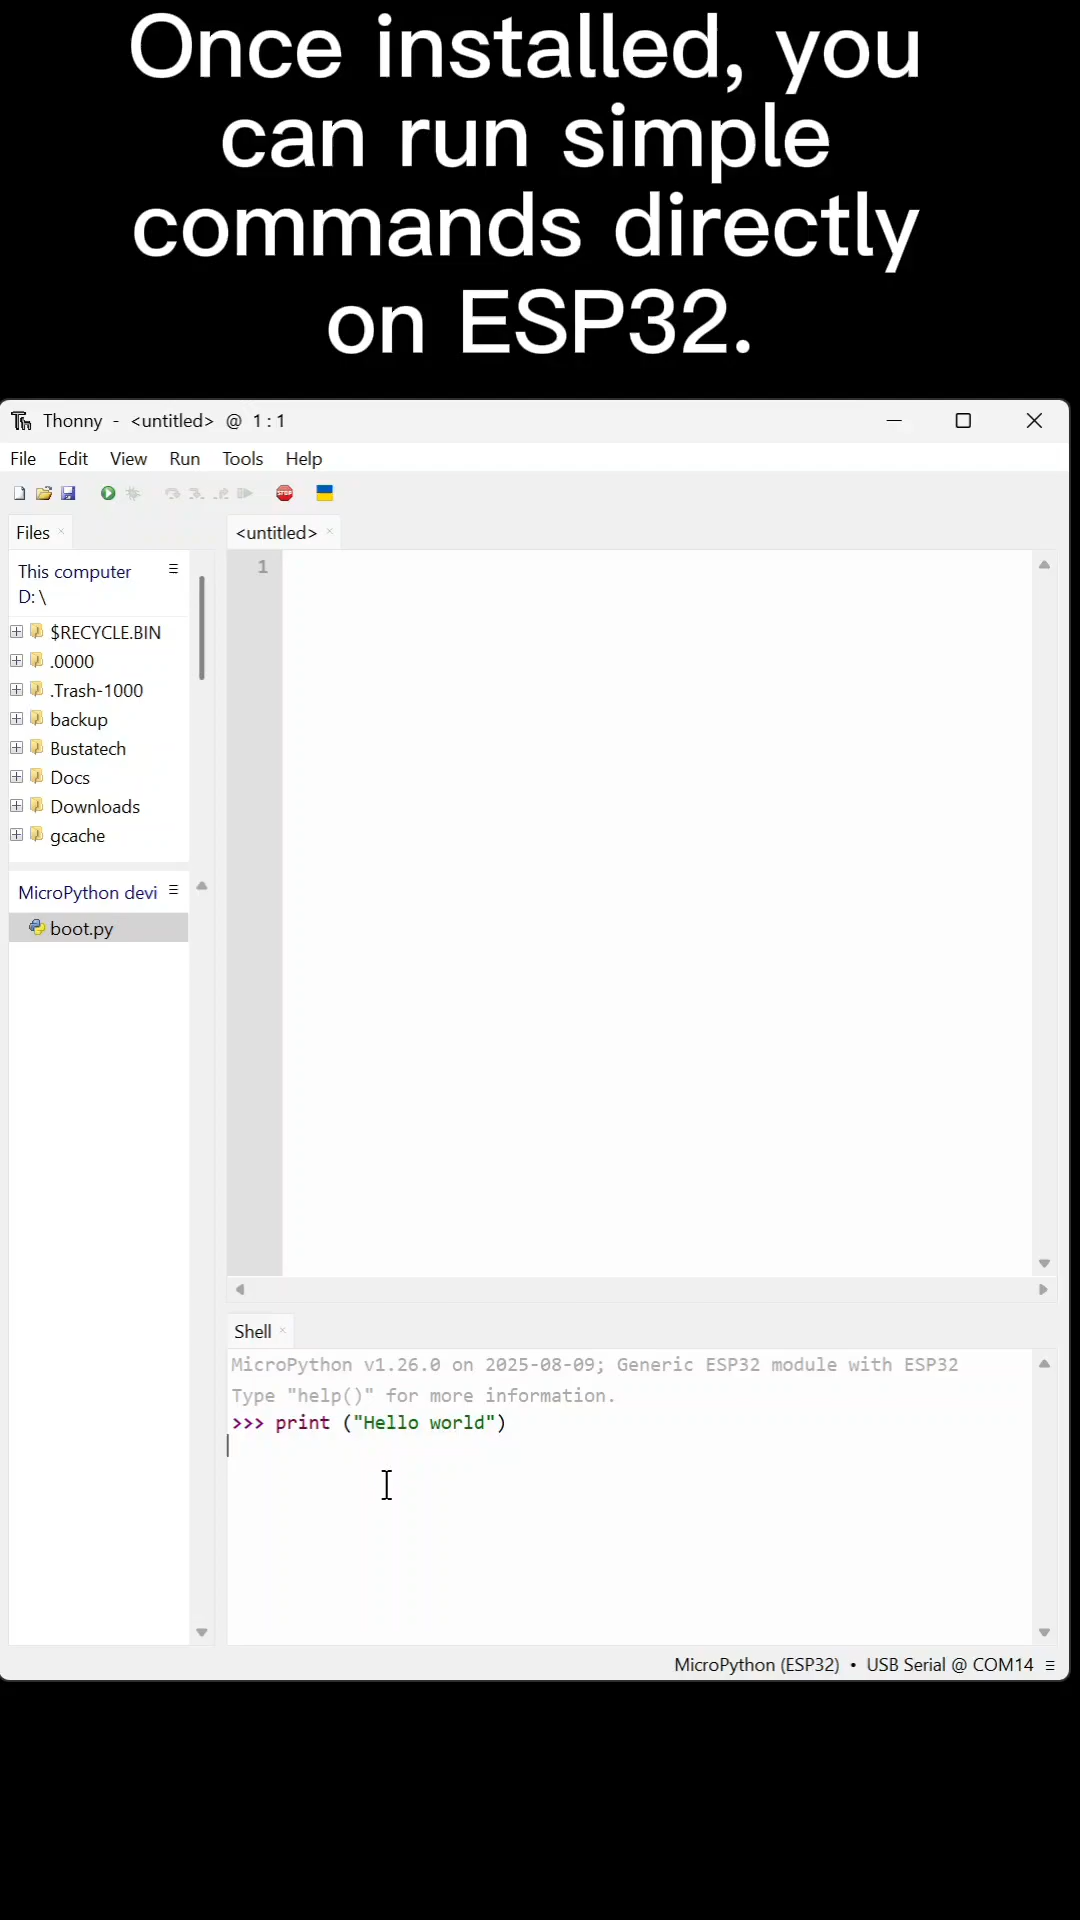 Once installed, you
can run simple
commands directly
on ESP32.
Thonny - <untitled> @ 1:1
File Edit View Run Tools Help
STOP
Files
<untitled>
This computer
D:\
1
$RECYCLE.BIN
.0000
.Trash-1000
backup
Bustatech
Docs
Downloads
gcache
MicroPython devi
boot.py
Shell
MicroPython v1.26.0 on 2025-08-09; Generic ESP32 module with ESP32
Type "help()" for more information.
>>> print ("Hello world")
MicroPython (ESP32) • USB Serial @ COM14